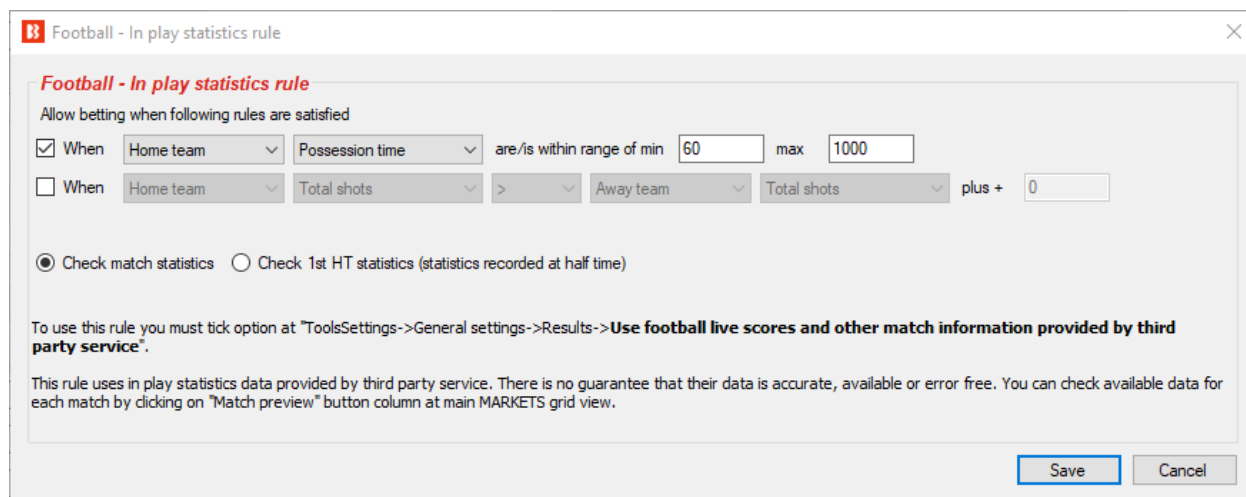 Football - In play statistics rule
Football - In play statistics rule
Allow betting when following rules are satisfied
When Home team Possession time are/is within range of min 60 max 1000
When Home team Total shots > Away team Total shots plus + 0
Check match statistics Check 1st HT statistics (statistics recorded at half time)
To use this rule you must tick option at "ToolsSettings->General settings->Results->Use football live scores and other match information provided by third
party service".
This rule uses in play statistics data provided by third party service. There is no guarantee that their data is accurate, available or error free. You can check available data for
each match by clicking on "Match preview" button column at main MARKETS grid view.
Save Cancel